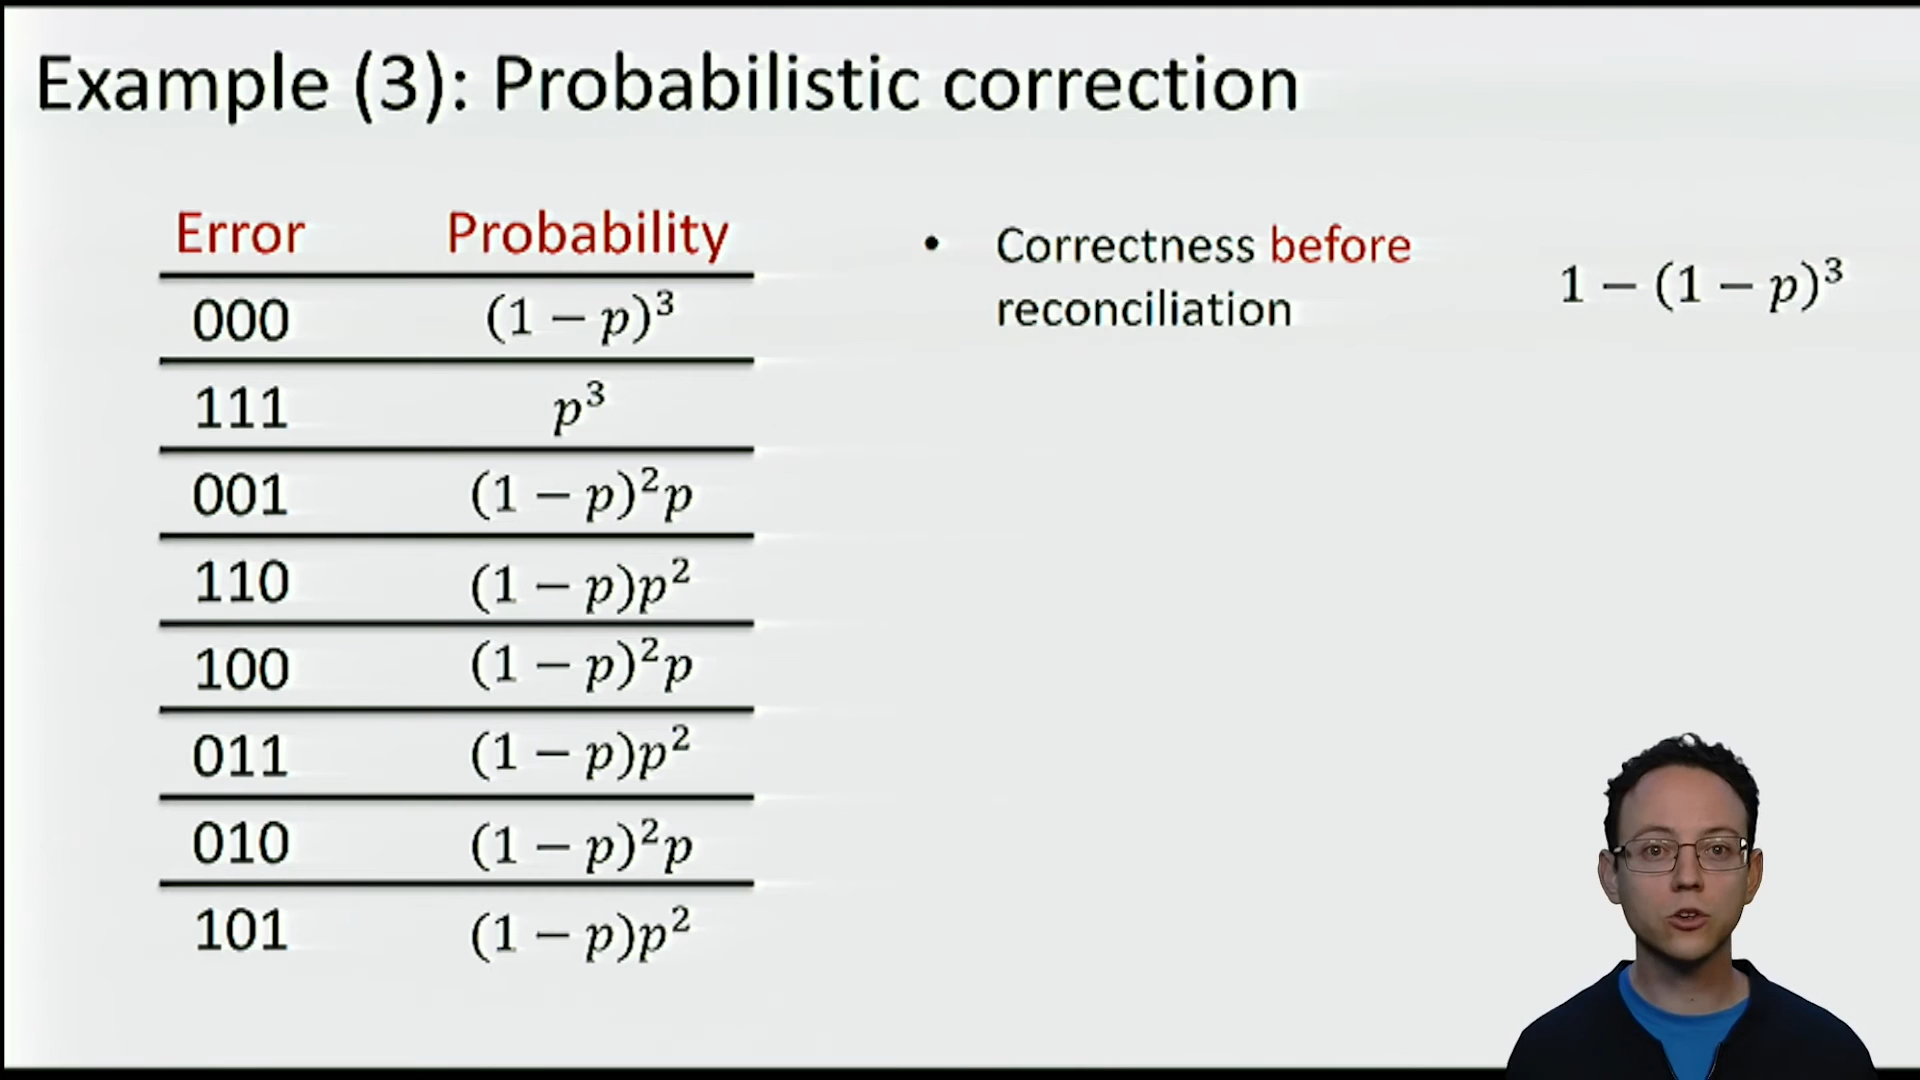 Example (3): Probabilistic correction
Error Probability
000 (1 − p)³
111 p³
001 (1 − p)²p
110 (1 − p)p²
100 (1 − p)²p
011 (1 − p)p²
010 (1 − p)²p
101 (1 − p)p²
• Correctness before
reconciliation
1 − (1 − p)³